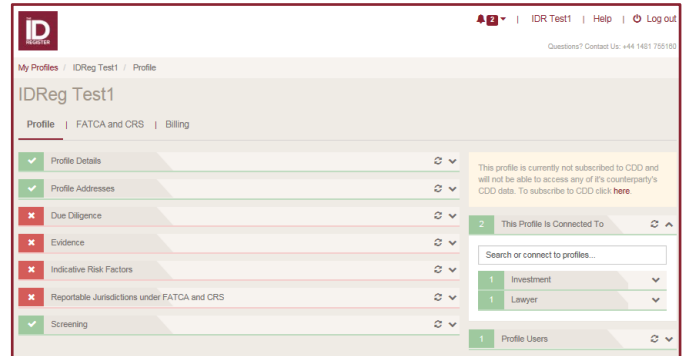 ID
REGISTER
2 | IDR Test1 | Help | Log out
Questions? Contact Us: +44 1481 755160
My Profiles / IDReg Test1 / Profile
IDReg Test1
Profile | FATCA and CRS | Billing
Profile Details
Profile Addresses
Due Diligence
Evidence
Indicative Risk Factors
Reportable Jurisdictions under FATCA and CRS
Screening
This profile is currently not subscribed to CDD and
will not be able to access any of it's counterparty's
CDD data. To subscribe to CDD click here.
2 This Profile Is Connected To
Search or connect to profiles...
1 Investment
1 Lawyer
1 Profile Users